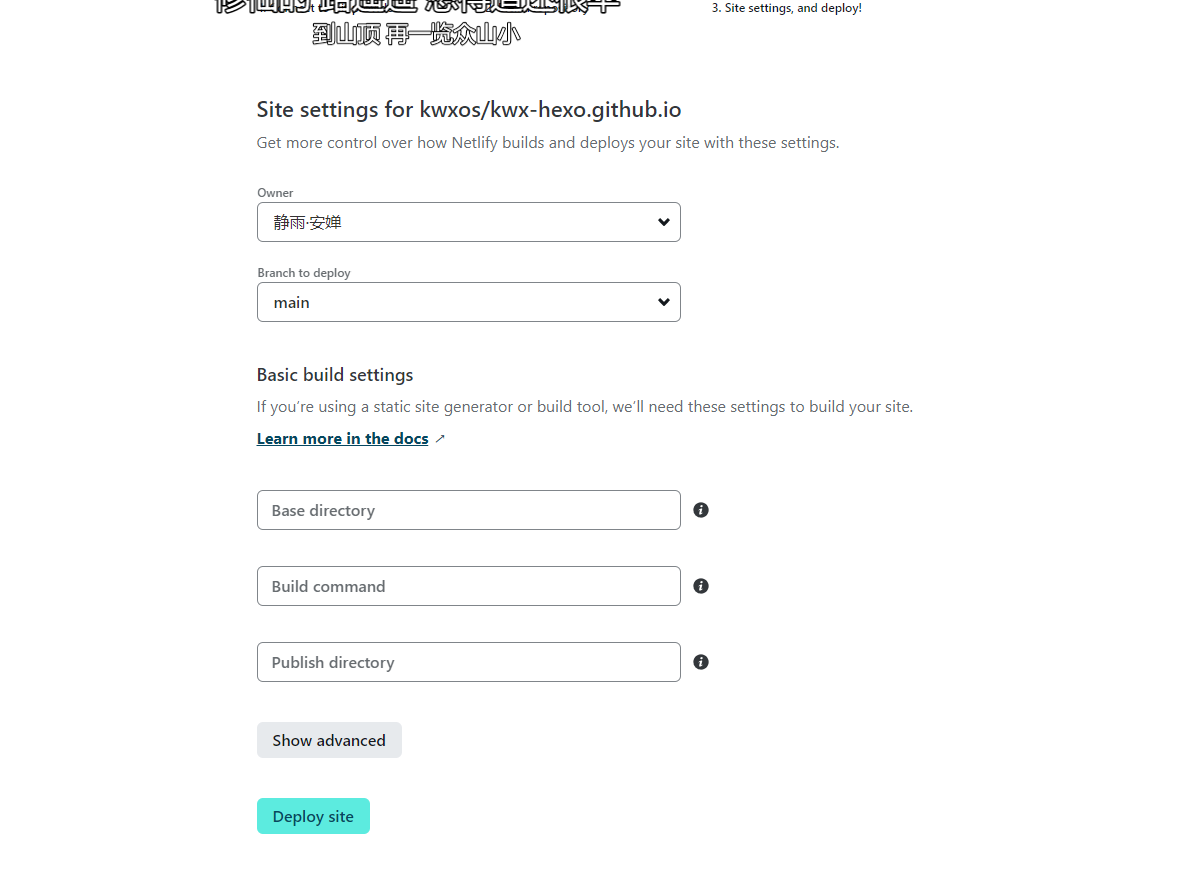 3. Site settings, and deploy!
到山顶 再一览众山小
Site settings for kwxos/kwx-hexo.github.io
Get more control over how Netlify builds and deploys your site with these settings.
Owner
静雨·安婵
Branch to deploy
main
Basic build settings
If you’re using a static site generator or build tool, we’ll need these settings to build your site.
Learn more in the docs ↗
Base directory
Build command
Publish directory
Show advanced
Deploy site